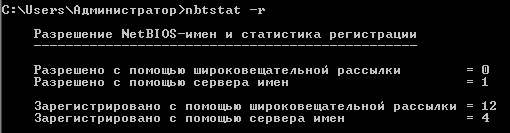 C:\Users\Администратор>nbtstat -r
Разрешение NetBIOS-имен и статистика регистрации
----------------------------------------------------
Разрешено с помощью широковещательной рассылки = 0
Разрешено с помощью сервера имен = 1
Зарегистрировано с помощью широковещательной рассылки = 12
Зарегистрировано с помощью сервера имен = 4